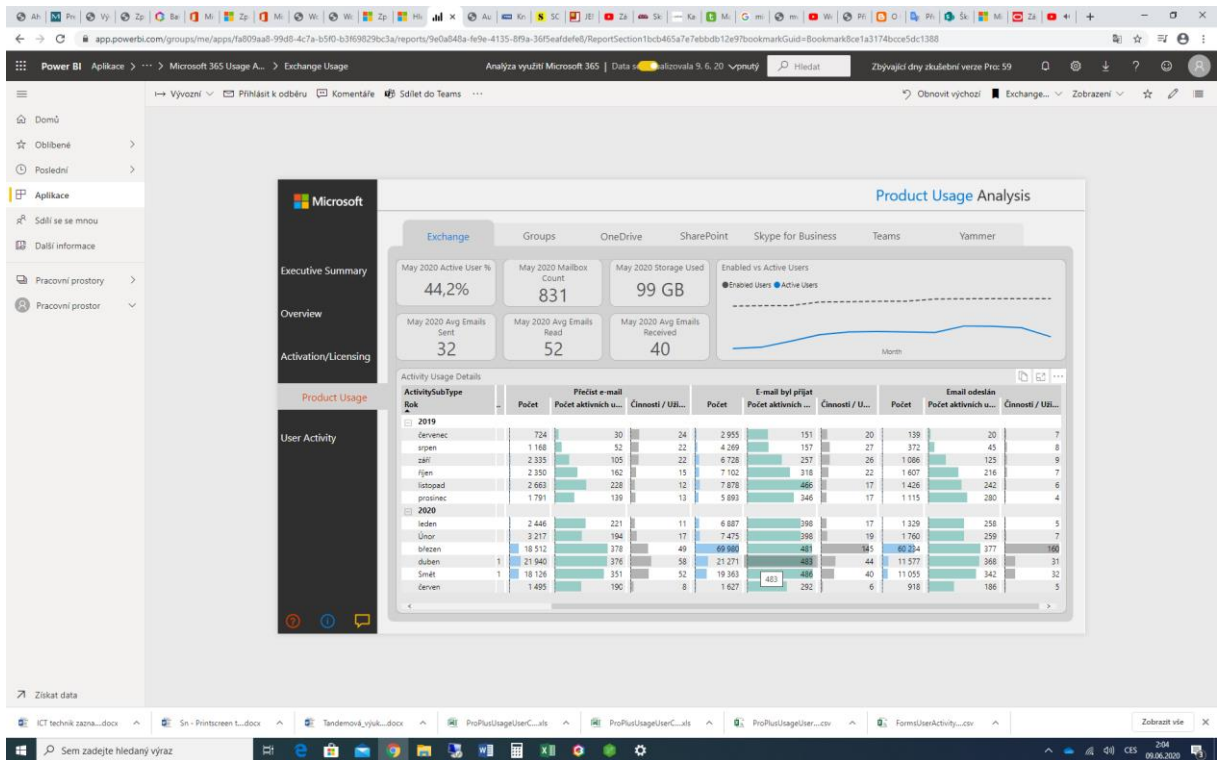 app.powerbi.com/groups/me/apps/fa809aa8-99d8-4c7a-b5f0-b3f69829bc3a/reports/9e0a848a-fe9e-4135-8f9a-36f5eafdefe8/ReportSection1bcb465a7e7ebbdb12e9?bookmarkGuid=Bookmark8ce1a3174bcce5dc1388
Power BI Aplikace > ... > Microsoft 365 Usage A... > Exchange Usage
Analýza využití Microsoft 365 | Data se alizovala 9. 6. 20 vpnutý
Hledat
Zbývající dny zkušební verze Pro: 59
Vývozní
Přihlásit k odběru
Komentáře
Sdílet do Teams ...
Obnovit výchozí
Exchange...
Zobrazení
Domů
Oblíbené
Poslední
Aplikace
Sdílí se se mnou
Další informace
Pracovní prostory
Pracovní prostor
Získat data
Microsoft
Executive Summary
Overview
Activation/Licensing
Product Usage
User Activity
Product Usage Analysis
Exchange Groups OneDrive SharePoint Skype for Business Teams Yammer
May 2020 Active User %
44,2%
May 2020 Mailbox Count
831
May 2020 Storage Used
99 GB
May 2020 Avg Emails Sent
32
May 2020 Avg Emails Read
52
May 2020 Avg Emails Received
40
Enabled vs Active Users
Enabled Users Active Users
Month
Activity Usage Details
ActivitySubType Přečíst e-mail E-mail byl přijat Email odeslán
Rok .. Počet Počet aktivních u... Činnosti / Uži... Počet Počet aktivních ... Činnosti / U... Počet Počet aktivních u... Činnosti / Uži...
2019
červenec 724 30 24 2 955 151 20 139 20 7
srpen 1 168 52 22 4 269 157 27 372 45 8
září 2 335 105 22 6 728 257 26 1 086 125 9
říjen 2 350 162 15 7 102 318 22 1 607 216 7
listopad 2 663 228 12 7 878 466 17 1 426 242 6
prosinec 1 791 139 13 5 893 346 17 1 115 280 4
2020
leden 2 446 221 11 6 887 398 17 1 329 258 5
Únor 3 217 194 17 7 475 398 19 1 760 259 7
březen 18 512 378 49 69 980 481 145 60 234 377 160
duben 1 21 940 376 58 21 271 483 44 11 577 368 31
Smět 1 18 126 351 52 19 363 486 40 11 055 342 32
červen 1 495 190 8 1 627 292 6 918 186 5
483
ICT technik zazna....docx
Sn - Printscreen t....docx
Tandemová_výuk....docx
ProPlusUsageUserC....xls
ProPlusUsageUserC....xls
ProPlusUsageUser....csv
FormsUserActivity....csv
Zobrazit vše
Sem zadejte hledaný výraz
CES
2:04
09.06.2020